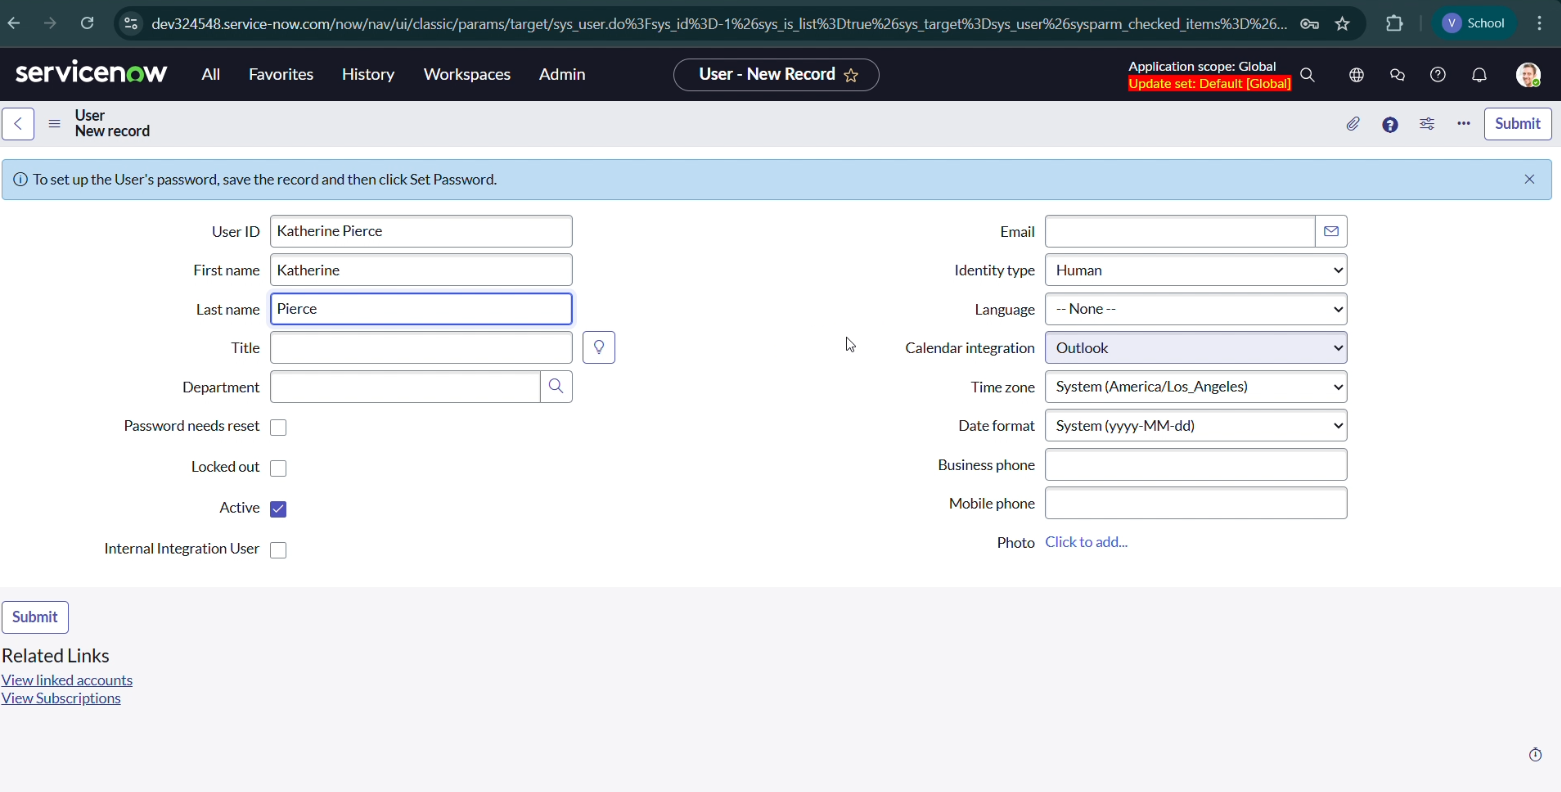 dev324548.service-now.com/now/nav/ui/classic/params/target/sys_user.do%3Fsys_id%3D-1%26sys_is_list%3Dtrue%26sys_target%3Dsys_user%26sysparm_checked_items%3D%26...
V School
servicenow All Favorites History Workspaces Admin
User - New Record
Application scope: Global
Update set: Default [Global]
User
New record
Submit
To set up the User's password, save the record and then click Set Password.
User ID Katherine Pierce
First name Katherine
Last name Pierce
Title
Department
Password needs reset
Locked out
Active
Internal Integration User
Email
Identity type Human
Language -- None --
Calendar integration Outlook
Time zone System (America/Los_Angeles)
Date format System (yyyy-MM-dd)
Business phone
Mobile phone
Photo Click to add...
Submit
Related Links
View linked accounts
View Subscriptions